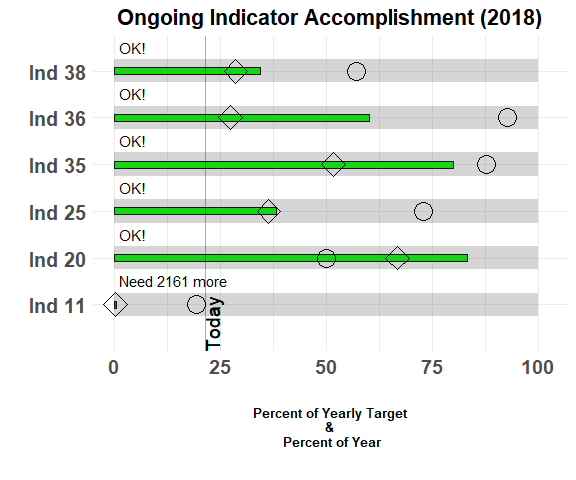 Ongoing Indicator Accomplishment (2018)
OK!
Ind 38
OK!
Ind 36
OK!
Ind 35
OK!
Ind 25
OK!
Ind 20
Need 2161 more
Ind 11
Today
0 25 50 75 100
Percent of Yearly Target
&
Percent of Year